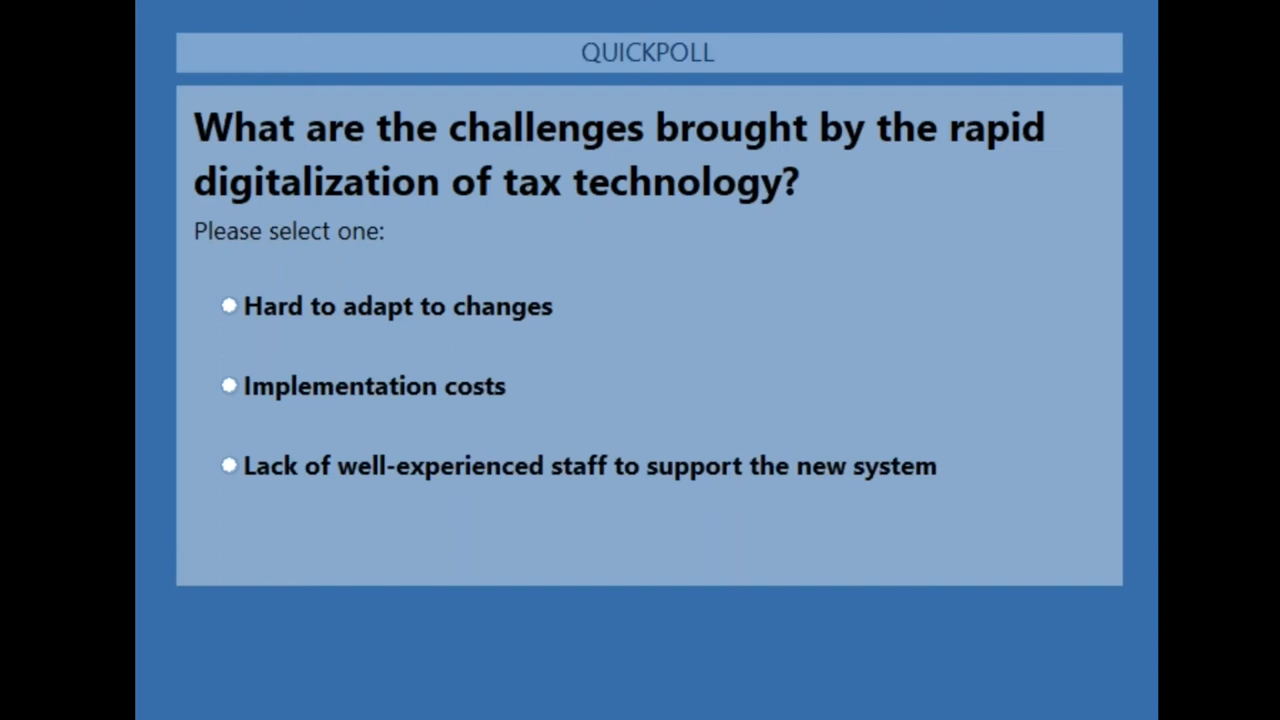 QUICKPOLL
What are the challenges brought by the rapid
digitalization of tax technology?
Please select one:
Hard to adapt to changes
Implementation costs
Lack of well-experienced staff to support the new system